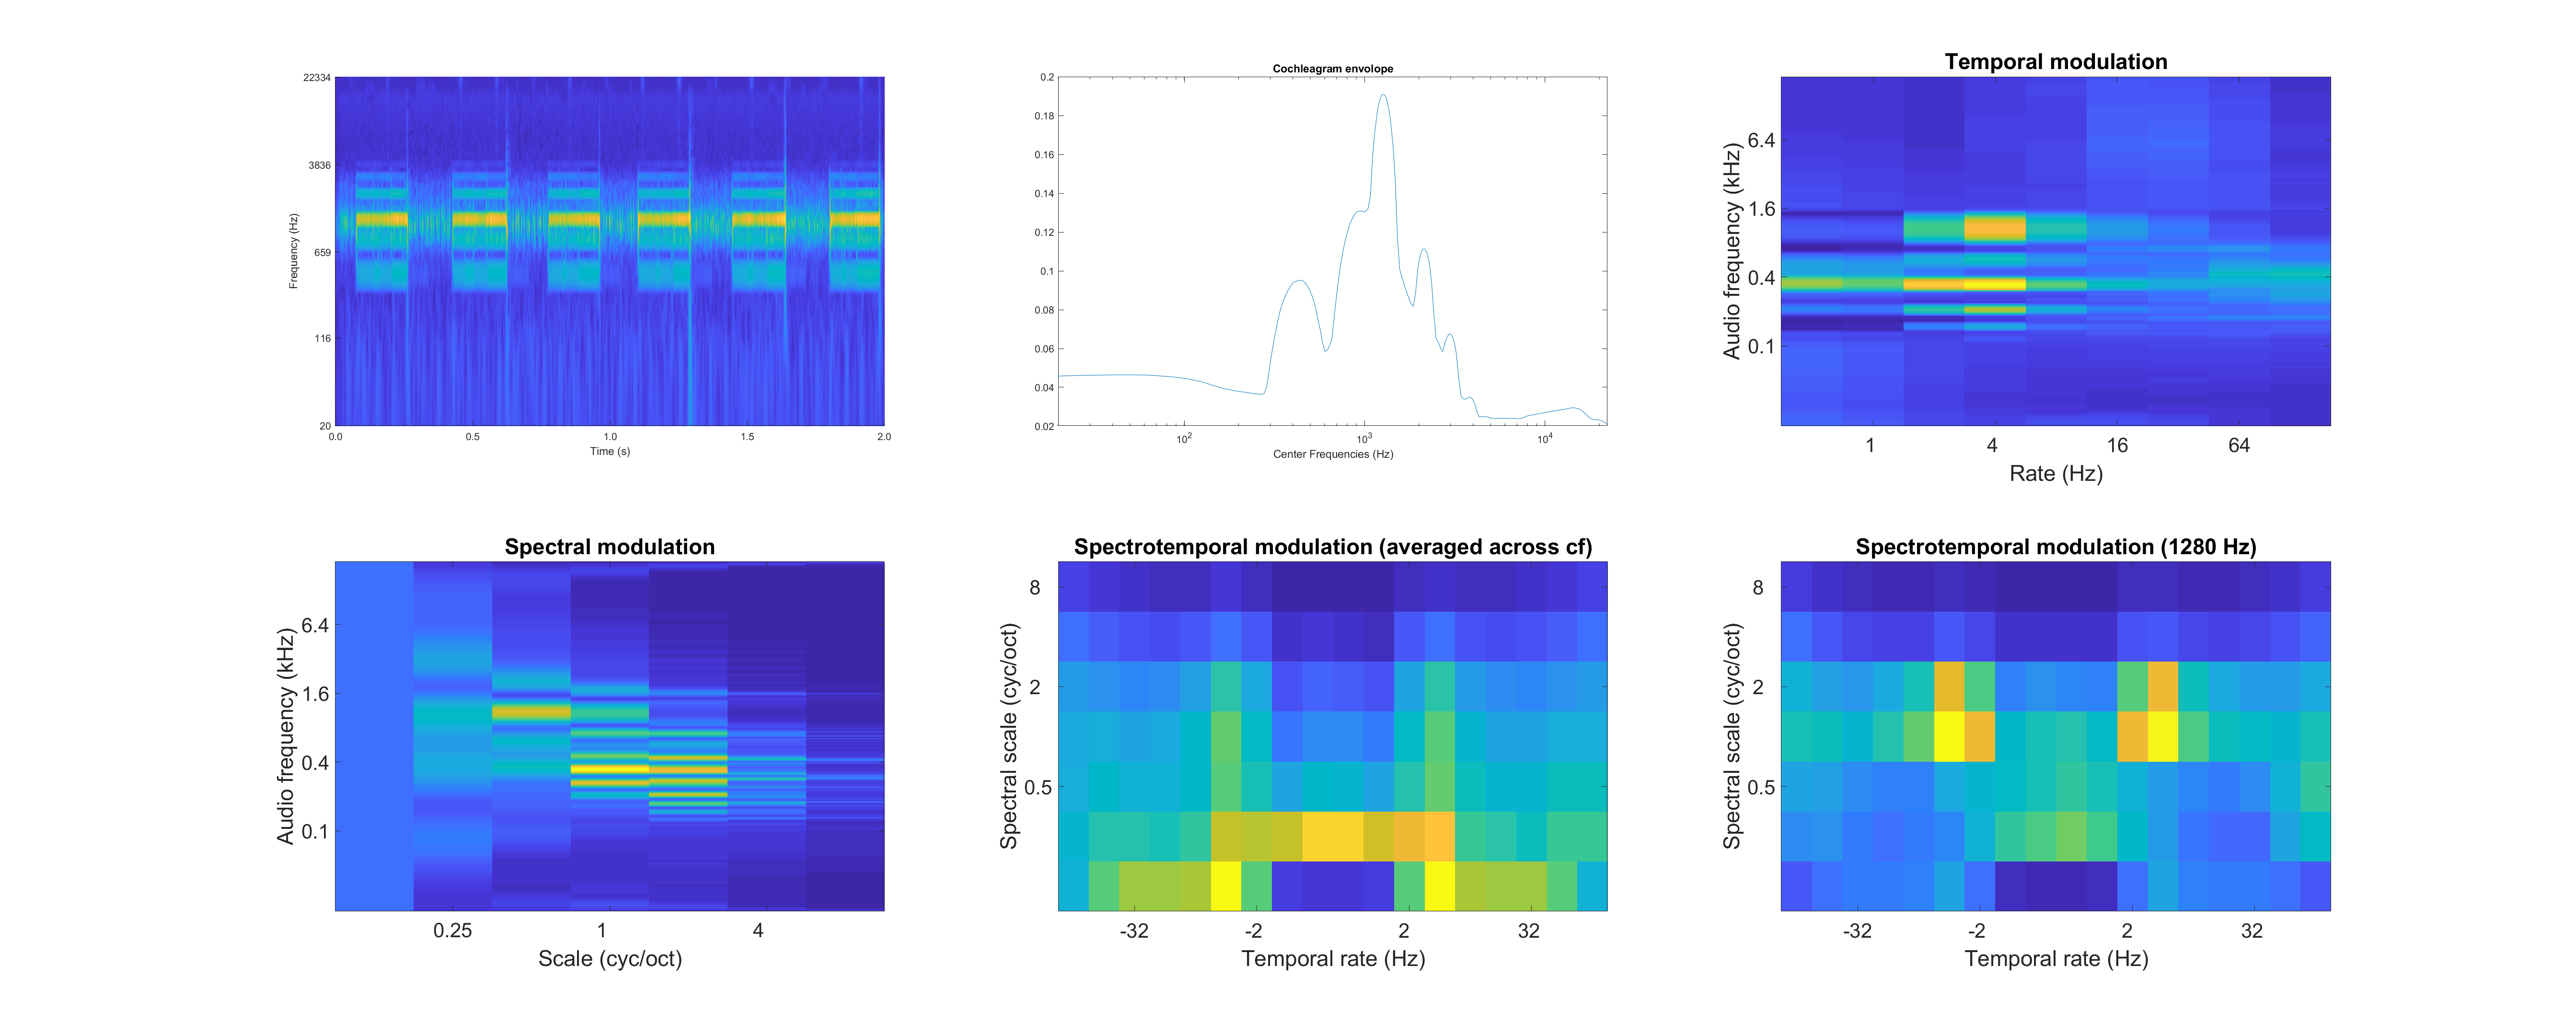 22334
3836
659
116
20
Frequency (Hz)
0.0 0.5 1.0 1.5 2.0
Time (s)
Cochleagram envolope
0.2
0.18
0.16
0.14
0.12
0.1
0.08
0.06
0.04
0.02
10^2 10^3 10^4
Center Frequencies (Hz)
Temporal modulation
Audio frequency (kHz)
6.4
1.6
0.4
0.1
1 4 16 64
Rate (Hz)
Spectral modulation
Audio frequency (kHz)
6.4
1.6
0.4
0.1
0.25 1 4
Scale (cyc/oct)
Spectrotemporal modulation (averaged across cf)
Spectral scale (cyc/oct)
8
2
0.5
-32 -2 2 32
Temporal rate (Hz)
Spectrotemporal modulation (1280 Hz)
Spectral scale (cyc/oct)
8
2
0.5
-32 -2 2 32
Temporal rate (Hz)